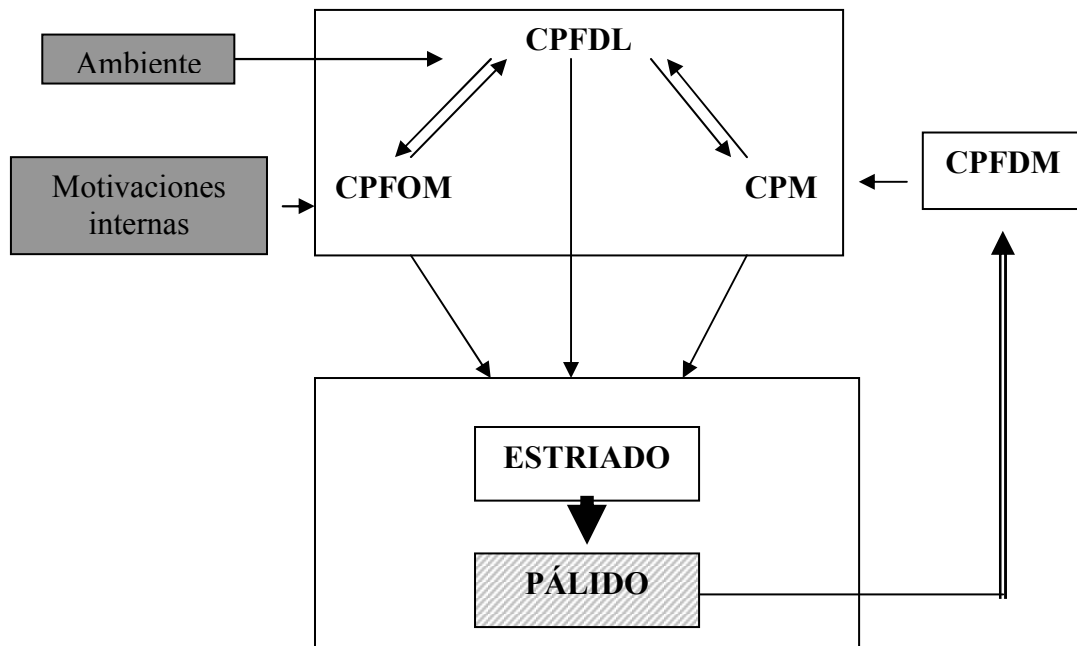 CPFDL
Ambiente
CPFOM
CPM
CPFDM
Motivaciones
internas
ESTRIADO
PÁLIDO